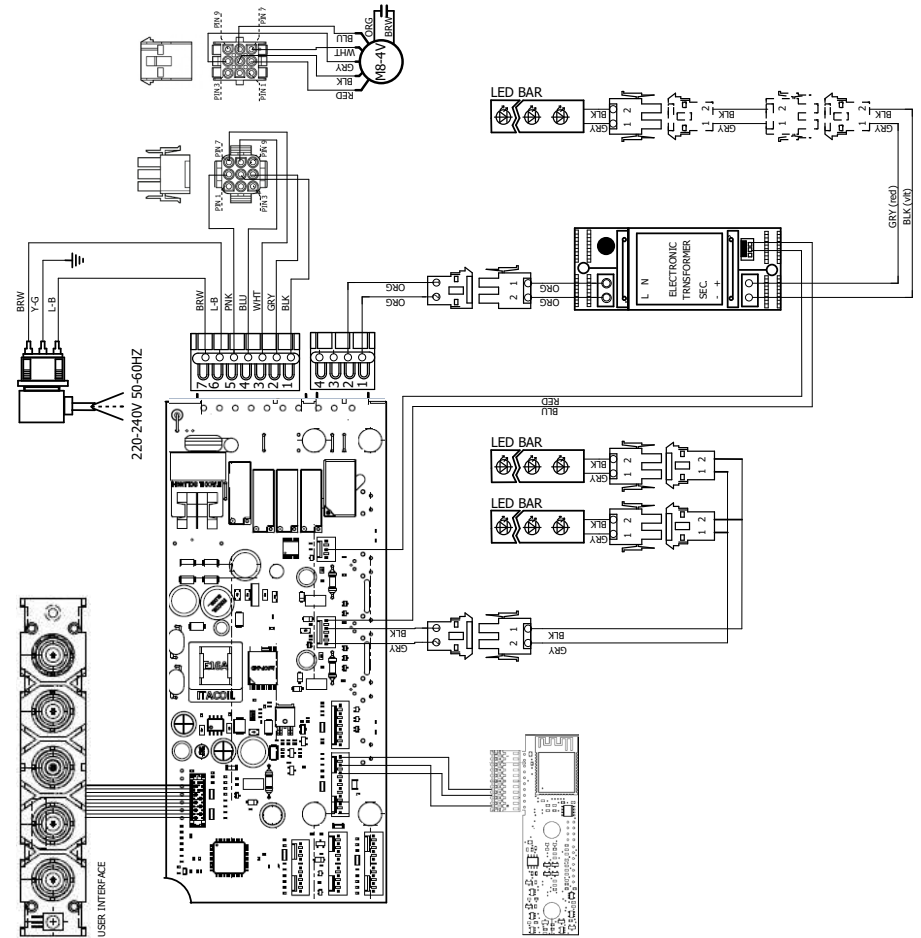 PIN 9
PIN 7
PIN 3
PIN 1
ORG
BRW
BLU
WHT
GRY
BLK
RED
M8-4V
LED BAR
BLK
GRY
1
2
BLK
GRY
1
2
1
2
BLK
GRY
PIN 7
PIN 9
PIN 1
PIN 3
GRY (red)
BLK (vlt)
BRW
Y-G
L-B
220-240V 50-60HZ
BRW
L-B
PNK
BLU
WHT
GRY
BLK
7
6
5
4
3
2
1
4
3
2
1
ORG
ORG
1
2
ORG
ORG
L N
ELECTRONIC
TRNSFORMER
SEC.
- +
RED
BLU
LED BAR
BLK
GRY
1
2
1
2
LED BAR
BLK
GRY
1
2
1
2
BLK
GRY
1
2
BLK
GRY
E16A
ITACOIL
USER INTERFACE